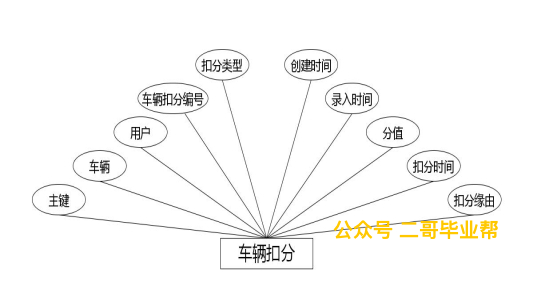 扣分类型
创建时间
车辆扣分编号
录入时间
用户
分值
车辆
扣分时间
主键
扣分缘由
公众号 二哥毕业帮
车辆扣分